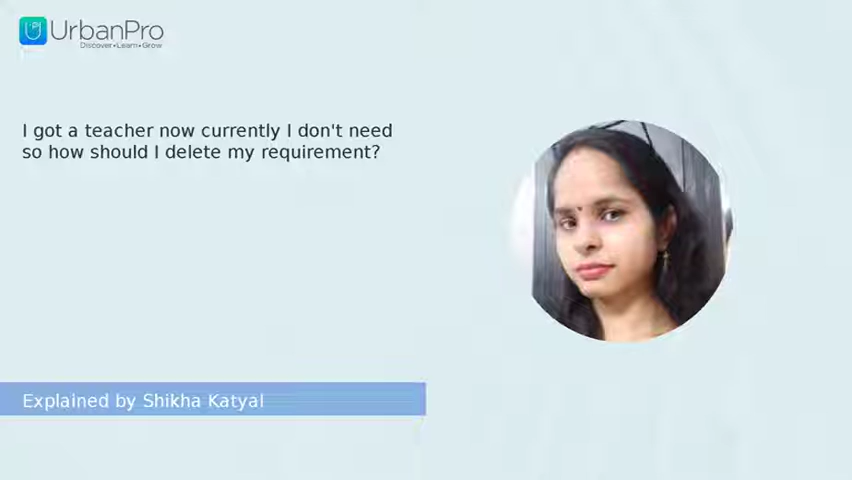 UrbanPro
Discover•Learn•Grow
I got a teacher now currently I don't need
so how should I delete my requirement?
Explained by Shikha Katyal